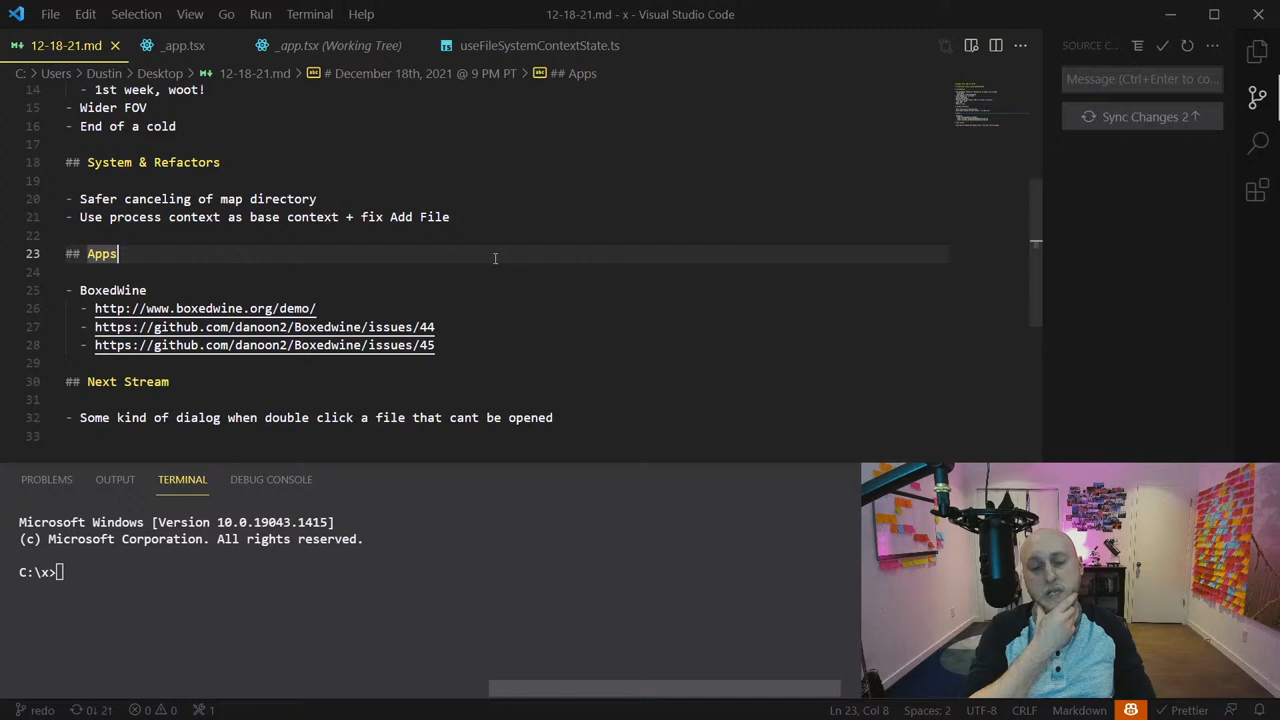 File Edit Selection View Go Run Terminal Help 12-18-21.md - x - Visual Studio Code
12-18-21.md _app.tsx _app.tsx (Working Tree) useFileSystemContextState.ts SOURCE C...
C: > Users > Dustin > Desktop > 12-18-21.md > # December 18th, 2021 @ 9 PM PT > ## Apps
Message (Ctrl+Enter to co...
Sync Changes 2↑
14 - 1st week, woot!
15 - Wider FOV
16 - End of a cold
17
18 ## System & Refactors
19
20 - Safer canceling of map directory
21 - Use process context as base context + fix Add File
22
23 ## Apps
24
25 - BoxedWine
26 - http://www.boxedwine.org/demo/
27 - https://github.com/danoon2/Boxedwine/issues/44
28 - https://github.com/danoon2/Boxedwine/issues/45
29
30 ## Next Stream
31
32 - Some kind of dialog when double click a file that cant be opened
33
PROBLEMS OUTPUT TERMINAL DEBUG CONSOLE
Microsoft Windows [Version 10.0.19043.1415]
(c) Microsoft Corporation. All rights reserved.
C:\x>
redo 0↓ 2↑ 0 0 1 Ln 23, Col 8 Spaces: 2 UTF-8 CRLF Markdown Prettier